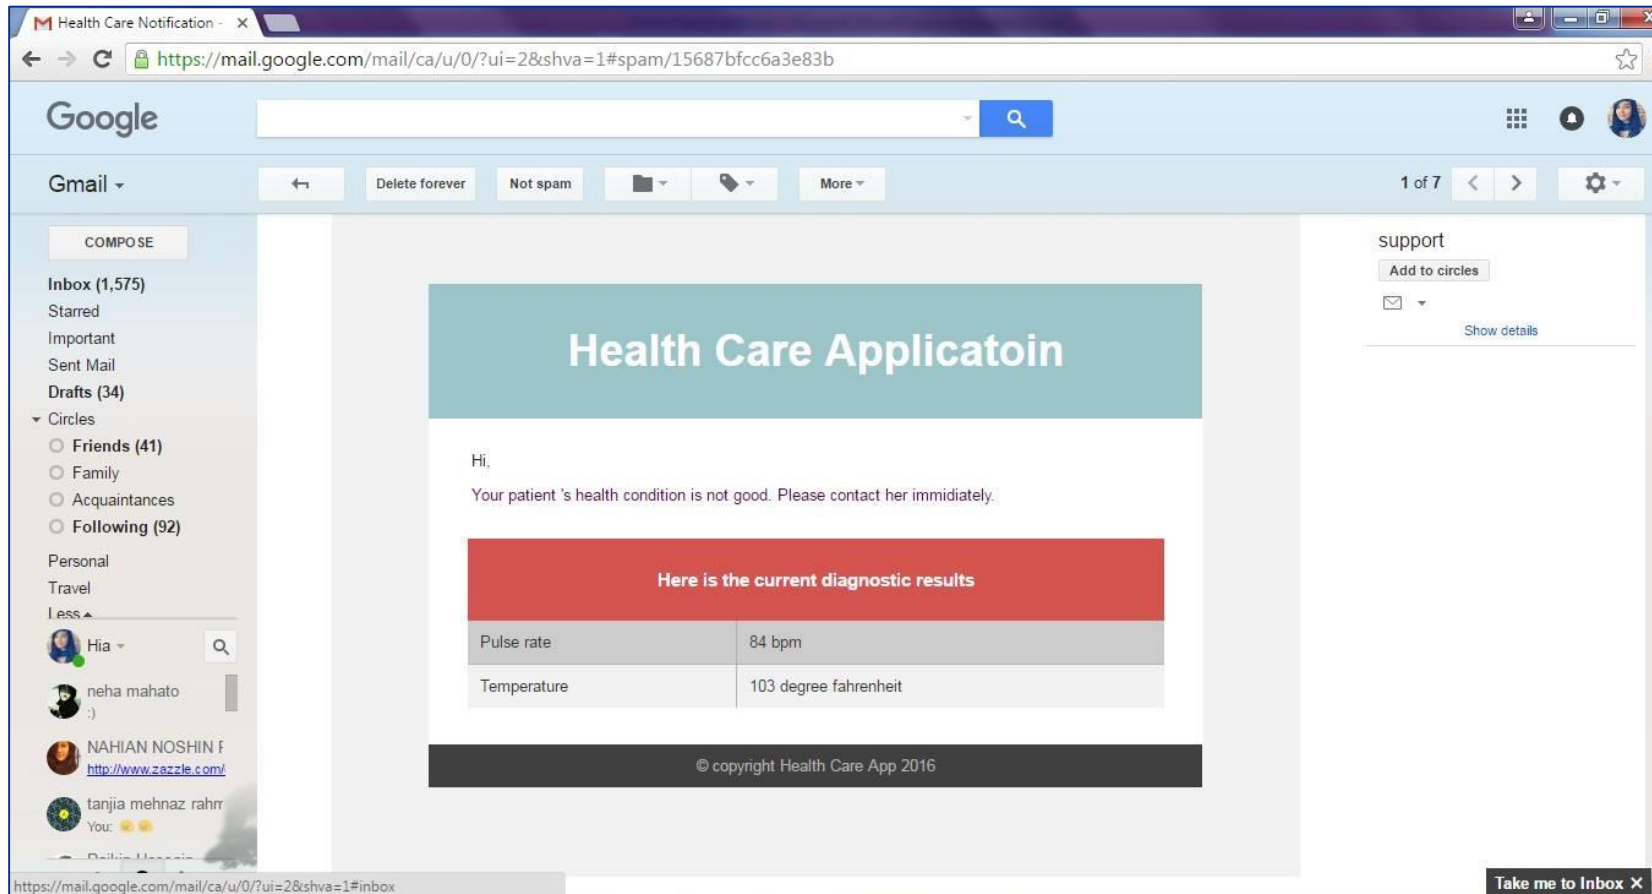 Health Care Notification -
https://mail.google.com/mail/ca/u/0/?ui=2&shva=1#spam/15687bfcc6a3e83b
Google
Gmail
Delete forever
Not spam
More
1 of 7
COMPOSE
Inbox (1,575)
Starred
Important
Sent Mail
Drafts (34)
Circles
Friends (41)
Family
Acquaintances
Following (92)
Personal
Travel
Less
Hia
neha mahato
:)
NAHIAN NOSHIN
http://www.zazzle.com/
tanjia mehnaz rahm
You:
Health Care Applicatoin
Hi,
Your patient 's health condition is not good. Please contact her immidiately.
Here is the current diagnostic results
Pulse rate 84 bpm
Temperature 103 degree fahrenheit
© copyright Health Care App 2016
support
Add to circles
Show details
https://mail.google.com/mail/ca/u/0/?ui=2&shva=1#inbox
Take me to Inbox X